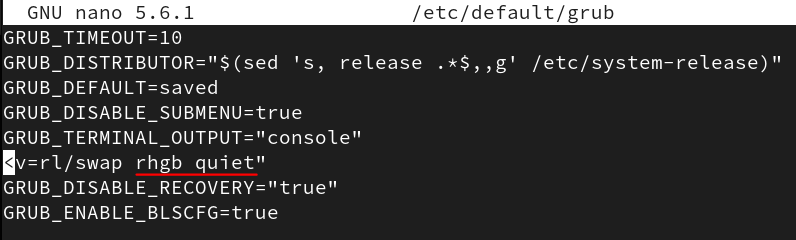 GNU nano 5.6.1 /etc/default/grub
GRUB_TIMEOUT=10
GRUB_DISTRIBUTOR="$(sed 's, release .*$,,g' /etc/system-release)"
GRUB_DEFAULT=saved
GRUB_DISABLE_SUBMENU=true
GRUB_TERMINAL_OUTPUT="console"
<v=rl/swap rhgb quiet"
GRUB_DISABLE_RECOVERY="true"
GRUB_ENABLE_BLSCFG=true